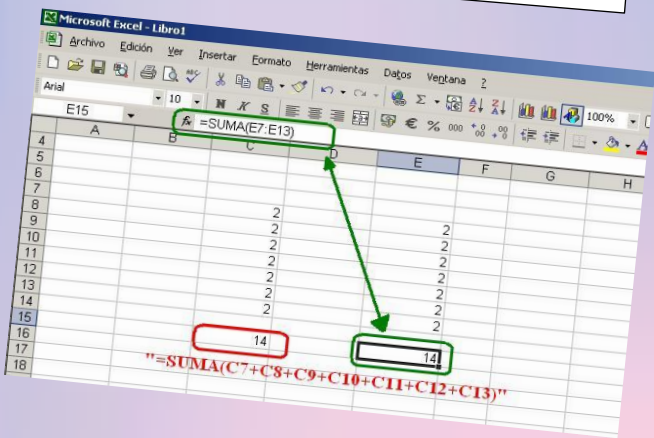 Microsoft Excel - Libro1
Archivo Edición Ver Insertar Formato Herramientas Datos Ventana ?
100%
Arial 10 N K S € % 000
E15 fx =SUMA(E7:E13)
A B C D E F G H
4
5
6
7
8 2
9 2 2
10 2 2
11 2 2
12 2 2
13 2 2
14 2 2
15 2
16 14
17 14
18
"=SUMA(C7+C8+C9+C10+C11+C12+C13)"